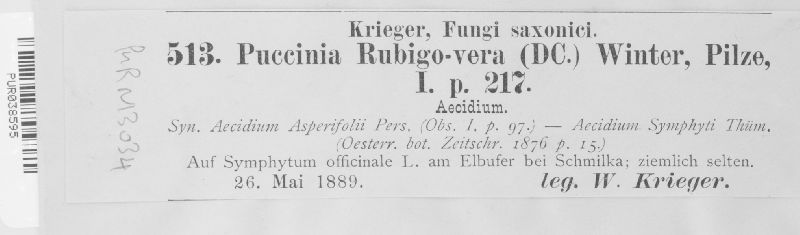 Krieger, Fungi saxonici.
513. Puccinia Rubigo-vera (DC.) Winter, Pilze,
I. p. 217.
Aecidium.
Syn. Aecidium Asperifolii Pers. (Obs. I. p. 97.) — Aecidium Symphyti Thüm.
(Oesterr. bot. Zeitschr. 1876 p. 15.)
Auf Symphytum officinale L. am Elbufer bei Schmilka; ziemlich selten.
26. Mai 1889. leg. W. Krieger.
PUR N3034
PUR038595